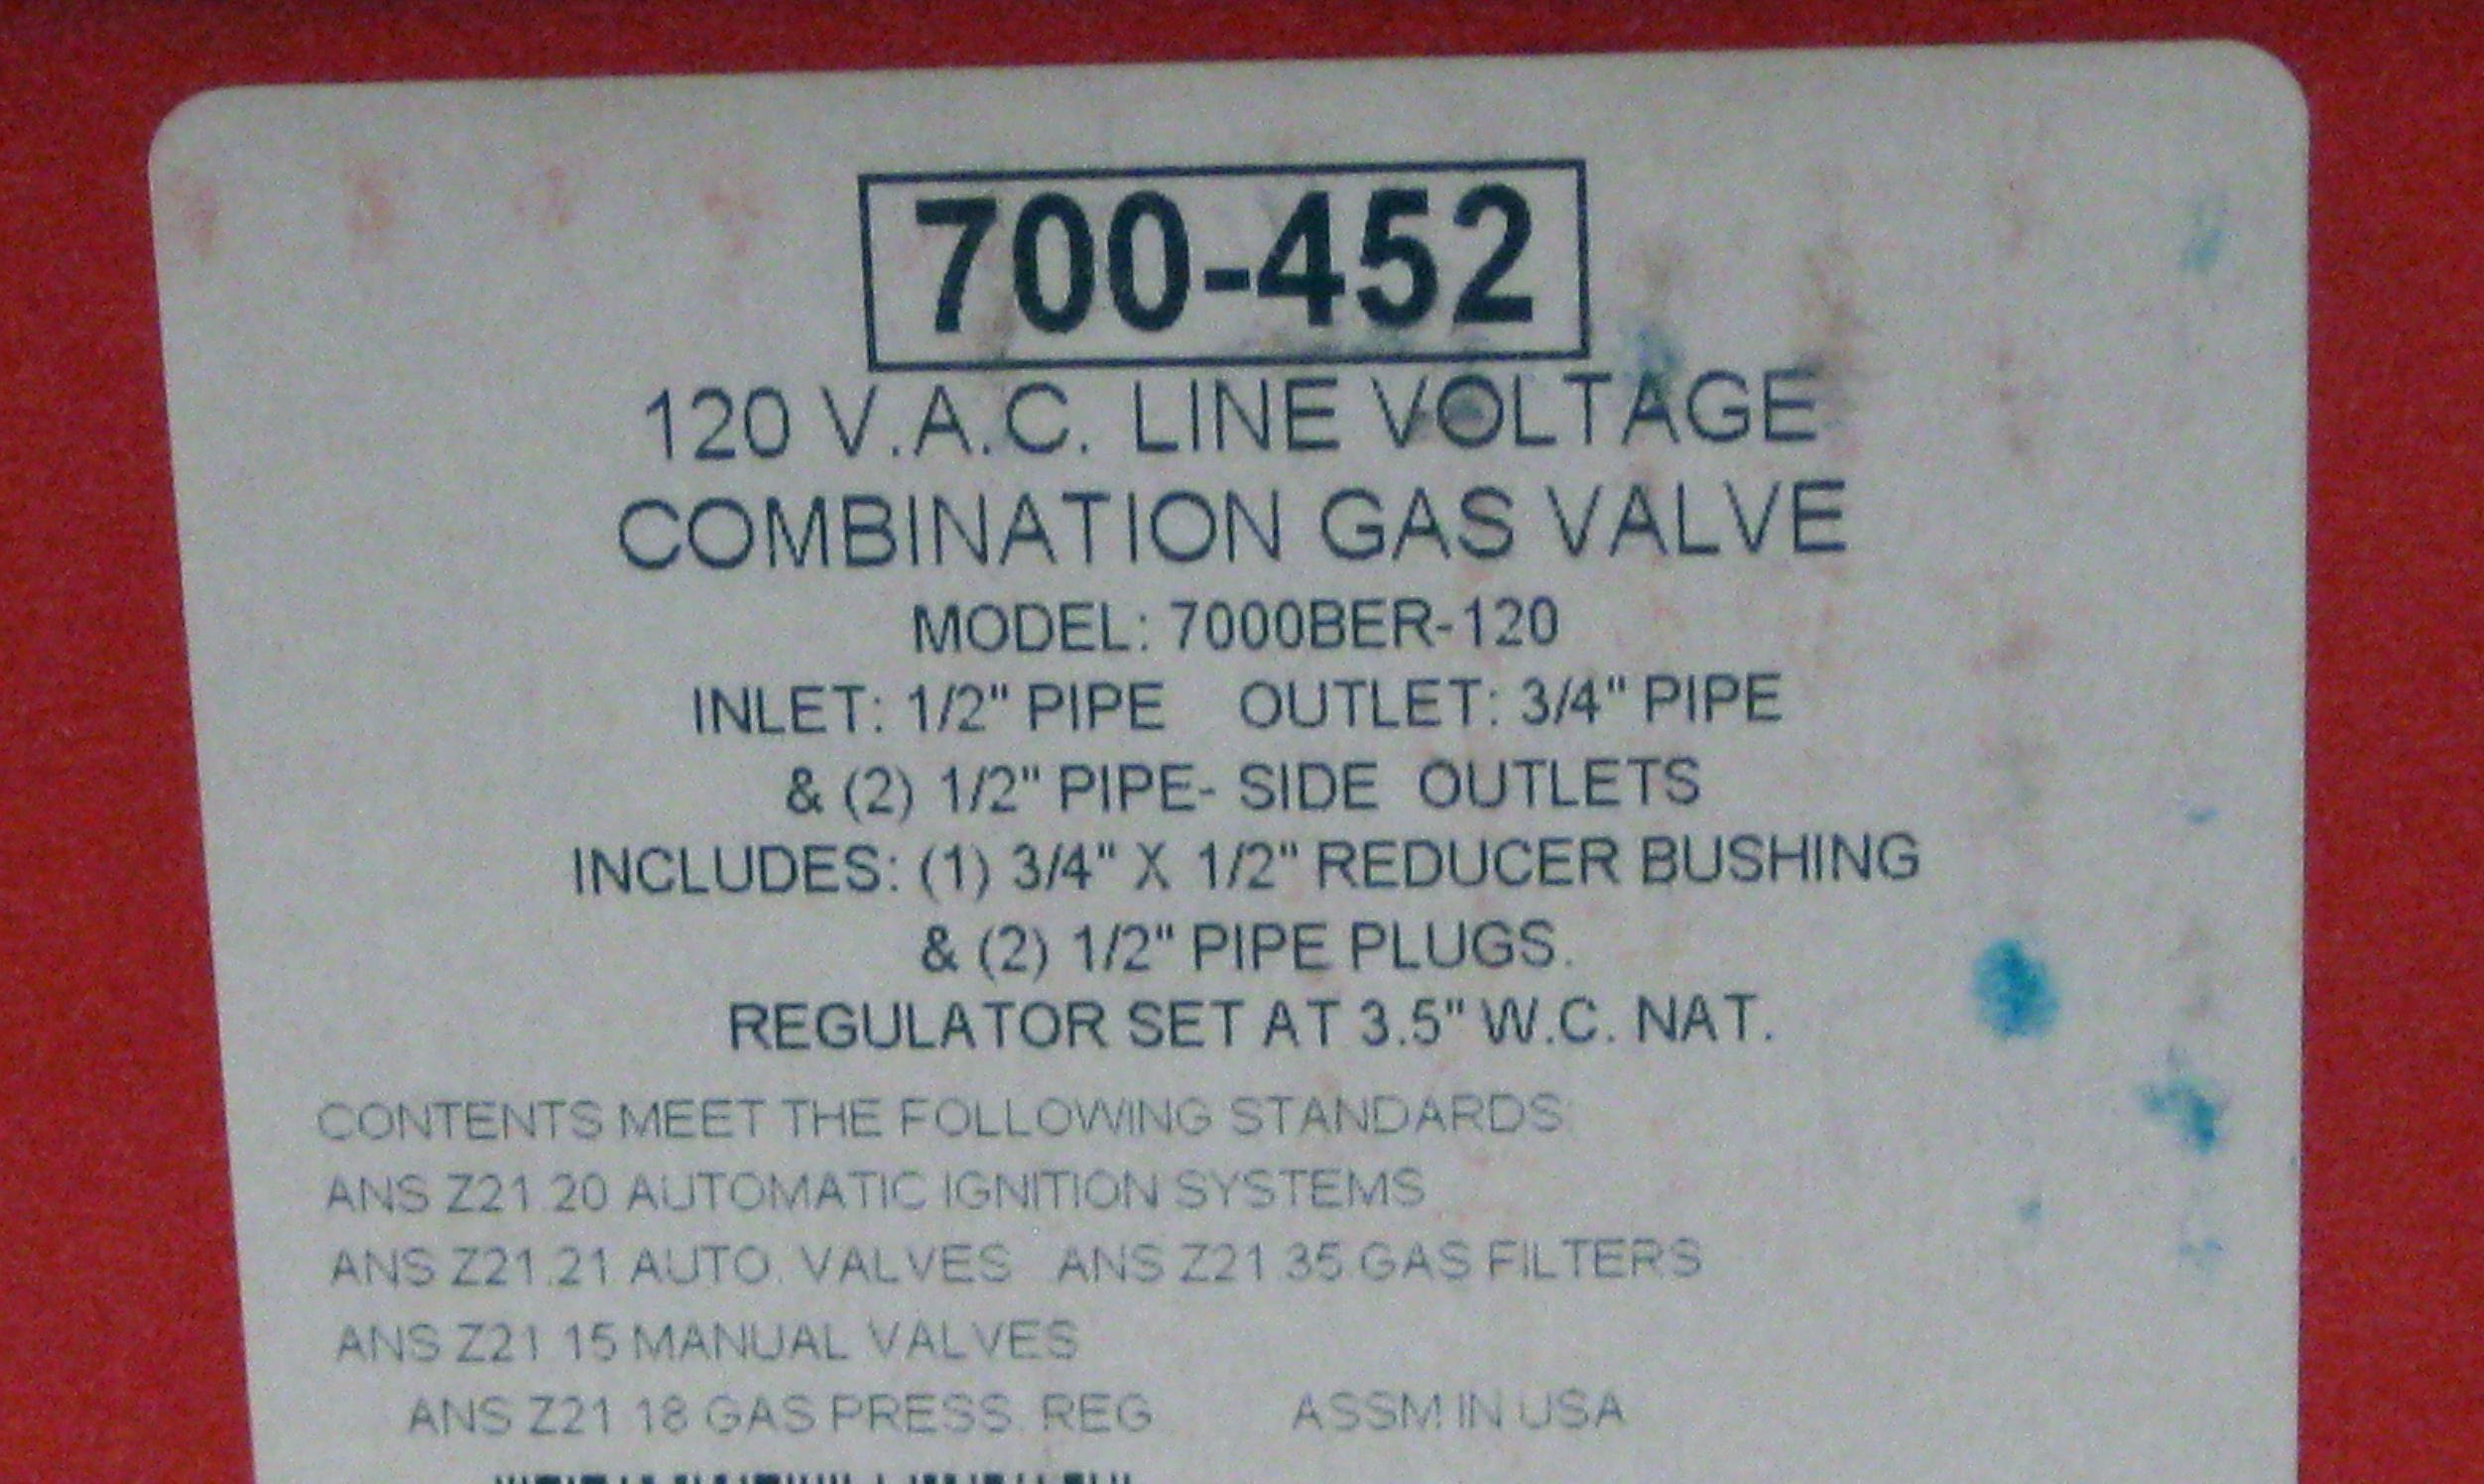 700-452
120 V.A.C. LINE VOLTAGE
COMBINATION GAS VALVE
MODEL: 7000BER-120
INLET: 1/2" PIPE OUTLET: 3/4" PIPE
& (2) 1/2" PIPE- SIDE OUTLETS
INCLUDES: (1) 3/4" X 1/2" REDUCER BUSHING
& (2) 1/2" PIPE PLUGS.
REGULATOR SET AT 3.5" W.C. NAT.
CONTENTS MEET THE FOLLOWING STANDARDS:
ANS Z21.20 AUTOMATIC IGNITION SYSTEMS
ANS Z21.21 AUTO. VALVES ANS Z21.35 GAS FILTERS
ANS Z21.15 MANUAL VALVES
ANS Z21.18 GAS PRESS. REG ASSM.IN USA